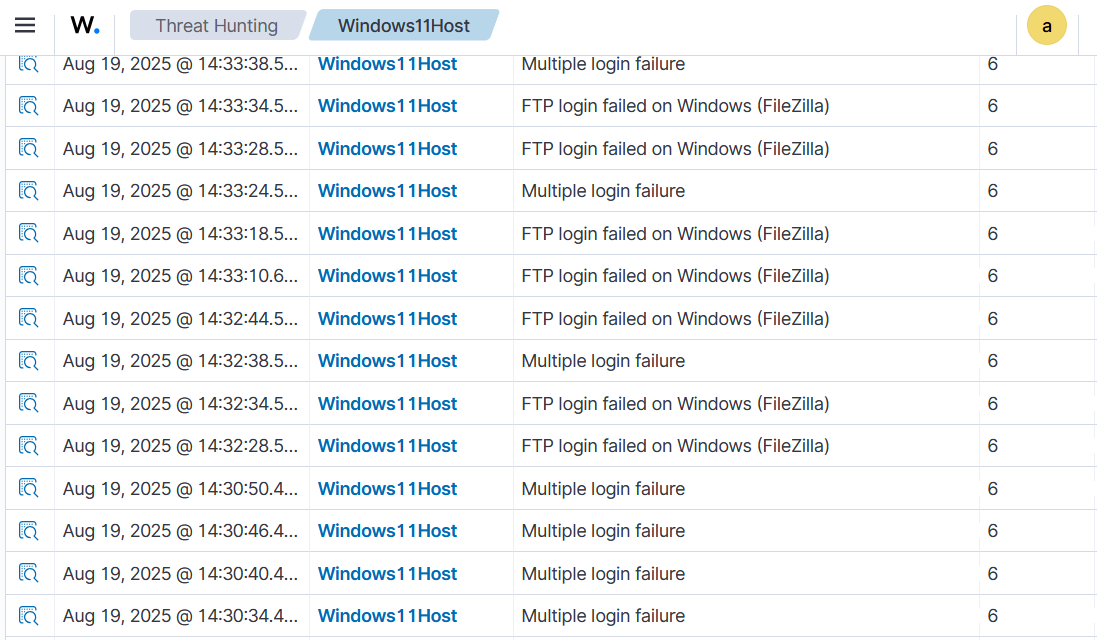 W. Threat Hunting Windows11Host a
Aug 19, 2025 @ 14:33:38.5... Windows11Host Multiple login failure 6
Aug 19, 2025 @ 14:33:34.5... Windows11Host FTP login failed on Windows (FileZilla) 6
Aug 19, 2025 @ 14:33:28.5... Windows11Host FTP login failed on Windows (FileZilla) 6
Aug 19, 2025 @ 14:33:24.5... Windows11Host Multiple login failure 6
Aug 19, 2025 @ 14:33:18.5... Windows11Host FTP login failed on Windows (FileZilla) 6
Aug 19, 2025 @ 14:33:10.6... Windows11Host FTP login failed on Windows (FileZilla) 6
Aug 19, 2025 @ 14:32:44.5... Windows11Host FTP login failed on Windows (FileZilla) 6
Aug 19, 2025 @ 14:32:38.5... Windows11Host Multiple login failure 6
Aug 19, 2025 @ 14:32:34.5... Windows11Host FTP login failed on Windows (FileZilla) 6
Aug 19, 2025 @ 14:32:28.5... Windows11Host FTP login failed on Windows (FileZilla) 6
Aug 19, 2025 @ 14:30:50.4... Windows11Host Multiple login failure 6
Aug 19, 2025 @ 14:30:46.4... Windows11Host Multiple login failure 6
Aug 19, 2025 @ 14:30:40.4... Windows11Host Multiple login failure 6
Aug 19, 2025 @ 14:30:34.4... Windows11Host Multiple login failure 6